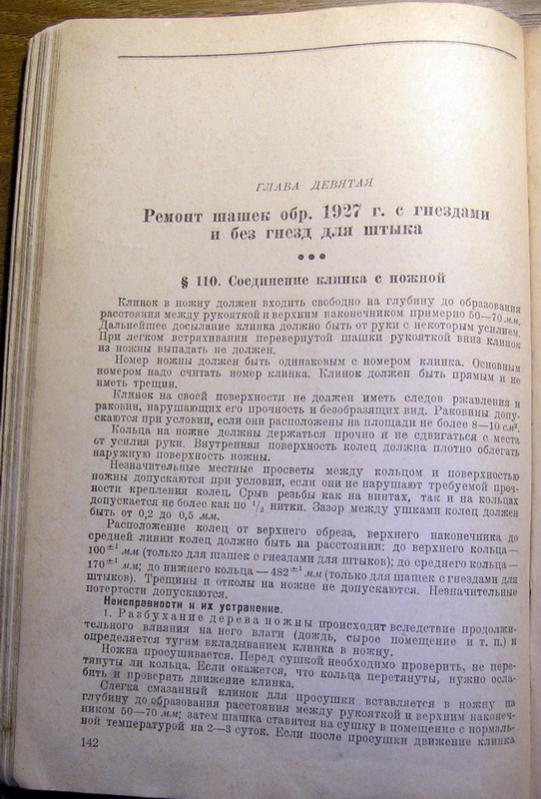 ГЛАВА ДЕВЯТАЯ
Ремонт шашек обр. 1927 г. с гнездами
и без гнезд для штыка
•••
§ 110. Соединение клинка с ножной
Клинок в ножну должен входить свободно на глубину до образования
расстояния между рукояткой и верхним наконечником примерно 50—70 мм.
Дальнейшее досылание клинка должно быть от руки с некоторым усилием.
При легком встряхивании перевернутой шашки рукояткой вниз клинок
из ножны выпадать не должен.
Номер ножны должен быть одинаковым с номером клинка. Основным
номером надо считать номер клинка. Клинок должен быть прямым и не
иметь трещин.
Клинок на своей поверхности не должен иметь следов ржавления и
раковин, нарушающих его прочность и безобразящих вид. Раковины допу-
скаются при условии, если они расположены на площади не более 8—10 см².
Кольца на ножне должны держаться прочно и не сдвигаться с места
от усилия руки. Внутренняя поверхность колец должна плотно облегать
наружную поверхность ножны.
Незначительные местные просветы между кольцом и поверхностью
ножны допускаются при условии, если они не нарушают требуемой проч-
ности крепления колец. Срыв резьбы как на винтах, так и на кольцах
допускается не более как по 1/2 нитки. Зазор между ушками колец должен
быть от 0,2 до 0,5 мм.
Расположение колец от верхнего обреза, верхнего наконечника до
средней линии колец должно быть на расстоянии: до верхнего кольца —
100±1 мм (только для шашек с гнездами для штыков); до среднего кольца —
170±1 мм; до нижнего кольца — 482±1 мм (только для шашек с гнездами для
штыков). Трещины и отколы на ножне не допускаются. Незначительные
потертости допускаются.
Неисправности и их устранение.
1. Разбухание дерева ножны происходит вследствие продолжи-
тельного влияния на него влаги (дождь, сырое помещение и т. п.) и
определяется тугим вкладыванием клинка в ножну.
Ножна просушивается. Перед сушкой необходимо проверить, не пере-
тянуты ли кольца. Если окажется, что кольца перетянуты, нужно осла-
бить и проверить движение клинка.
Слегка смазанный клинок для просушки вставляется в ножну на
глубину до образования расстояния между рукояткой и верхним наконеч-
ником 50—70 мм; затем шашка ставится на сушку в помещение с нормаль-
ной температурой на 2—3 суток. Если после просушки движение клинка
142